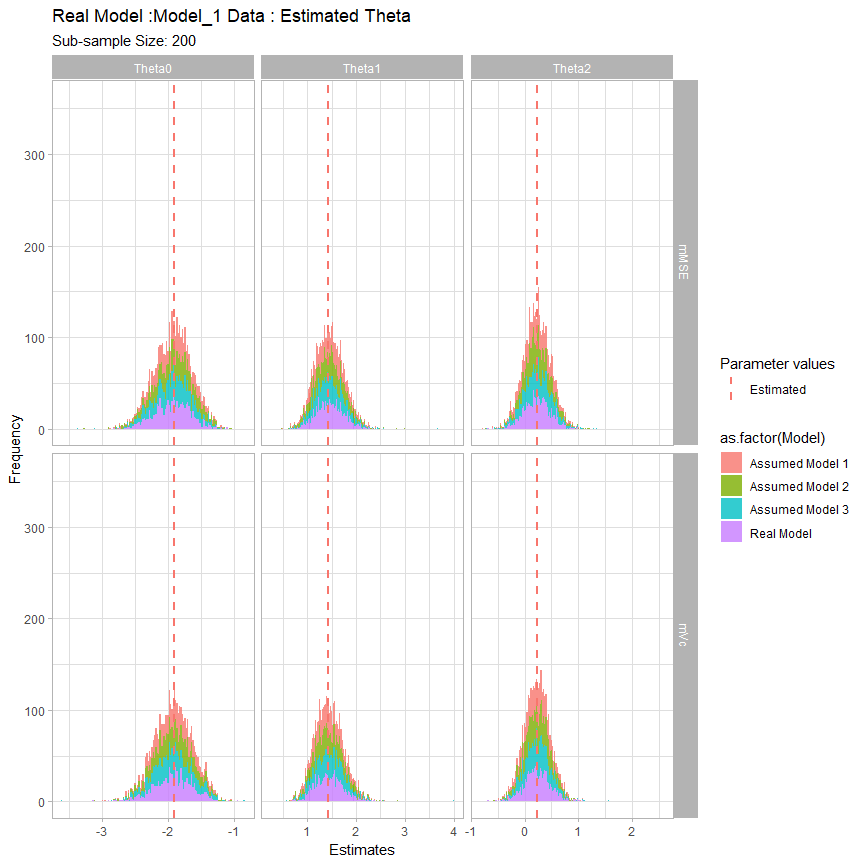 Real Model :Model_1 Data : Estimated Theta
Sub-sample Size: 200
Theta0 Theta1 Theta2
300
200
100
0
mMSE
300
200
100
0
mVc
Frequency
-3 -2 -1 1 2 3 4 -1 0 1 2
Estimates
Parameter values
Estimated
as.factor(Model)
Assumed Model 1
Assumed Model 2
Assumed Model 3
Real Model